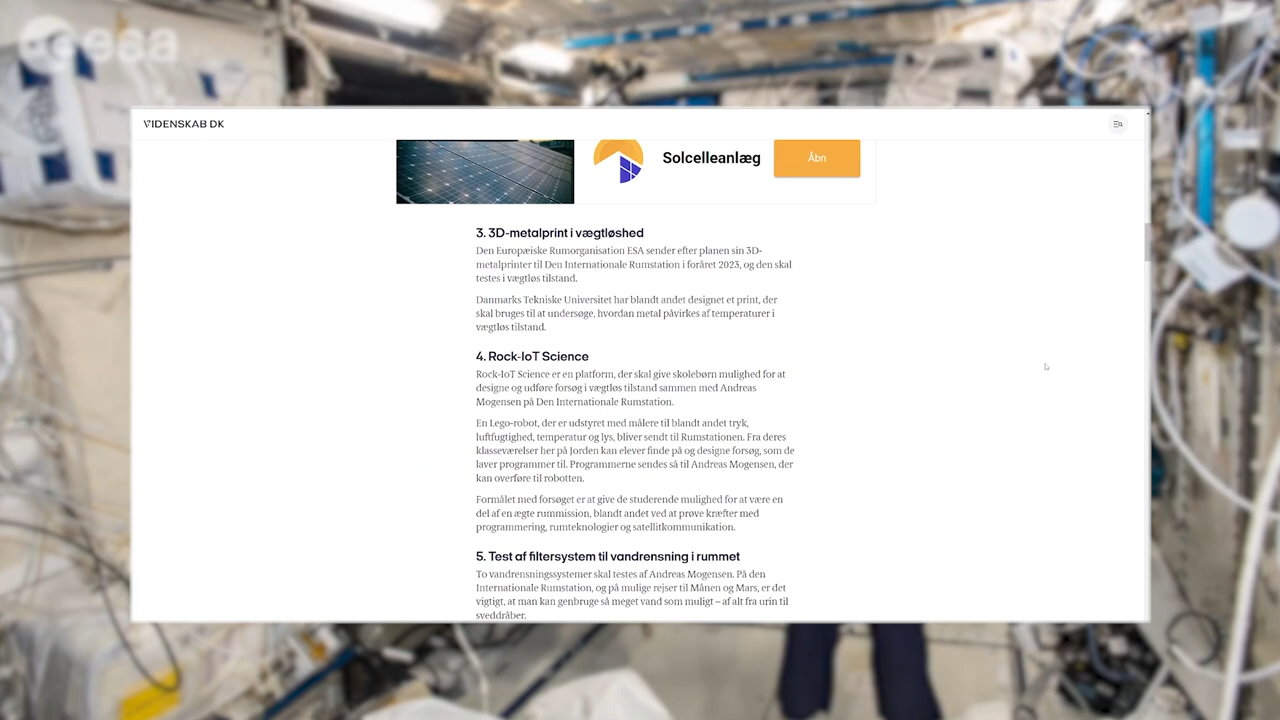 esa
VIDENSKAB DK
Solcelleanlæg
Åbn
3. 3D-metalprint i vægtløshed
Den Europæiske Rumorganisation ESA sender efter planen sin 3D-
metalprinter til Den Internationale Rumstation i foråret 2023, og den skal
testes i vægtløs tilstand.
Danmarks Tekniske Universitet har blandt andet designet et print, der
skal bruges til at undersøge, hvordan metal påvirkes af temperaturer i
vægtløs tilstand.
4. Rock-IoT Science
Rock-IoT Science er en platform, der skal give skolebørn mulighed for at
designe og udføre forsøg i vægtløs tilstand sammen med Andreas
Mogensen på Den Internationale Rumstation.
En Lego-robot, der er udstyret med målere til blandt andet tryk,
luftfugtighed, temperatur og lys, bliver sendt til Rumstationen. Fra deres
klasseværelser her på Jorden kan elever finde på og designe forsøg, som de
laver programmer til. Programmerne sendes så til Andreas Mogensen, der
kan overføre til robotten.
Formålet med forsøget er at give de studerende mulighed for at være en
del af en ægte rummission, blandt andet ved at prøve kræfter med
programmering, rumteknologier og satellitkommunikation.
5. Test af filtersystem til vandrensning i rummet
To vandrensningssystemer skal testes af Andreas Mogensen. På den
Internationale Rumstation, og på mulige rejser til Månen og Mars, er det
vigtigt, at man kan genbruge så meget vand som muligt – af alt fra urin til
sveddråber.